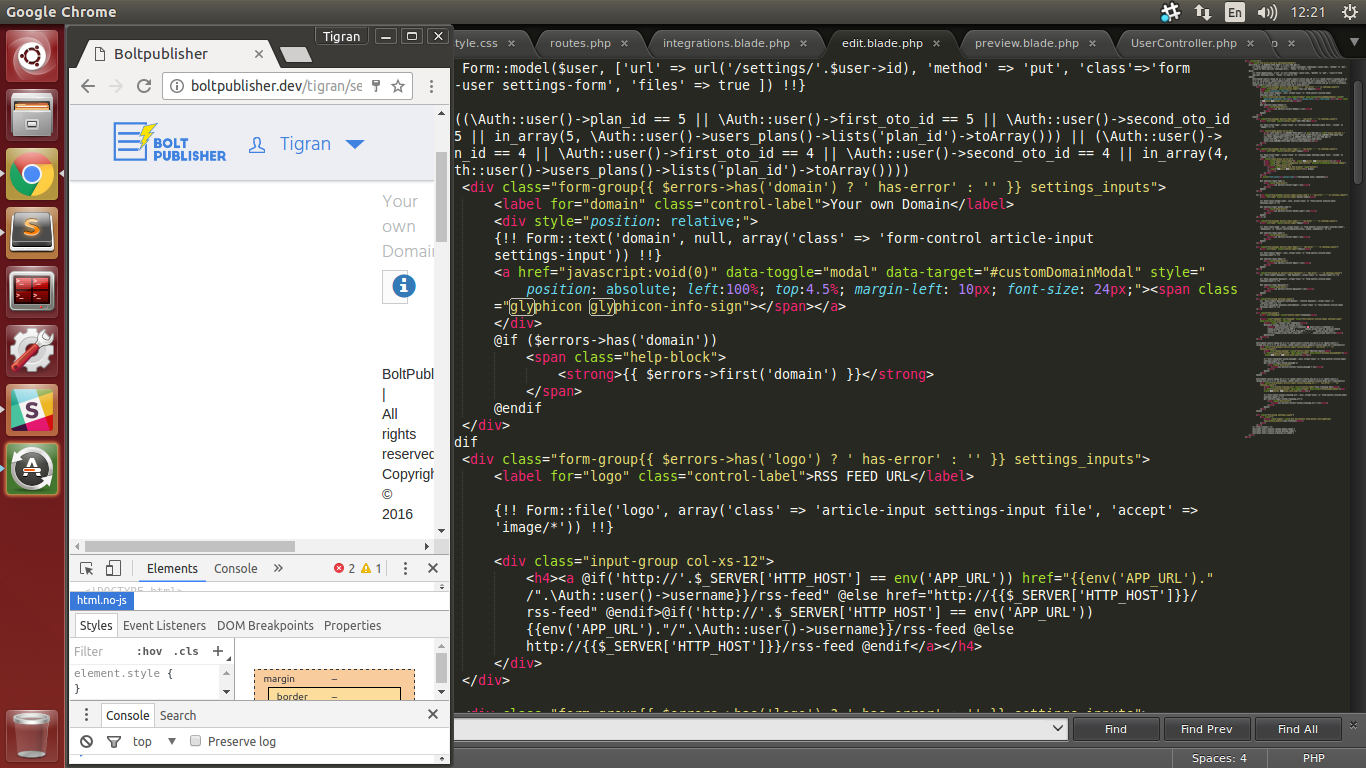 Google Chrome
En
12:21
Tigran
Boltpublisher
boltpublisher.dev/tigran/se
BOLT
PUBLISHER
Tigran
Your
own
Domain
BoltPubl
|
All
rights
reserved
Copyrigh
©
2016
Elements
Console
2
1
html.no-js
Styles
Event Listeners
DOM Breakpoints
Properties
Filter
:hov
.cls
element.style {
}
margin
–
border
–
Console
Search
top
Preserve log
tyle.css
routes.php
integrations.blade.php
edit.blade.php
preview.blade.php
UserController.php
Form::model($user, ['url' => url('/settings/'.$user->id), 'method' => 'put', 'class'=>'form
-user settings-form', 'files' => true ]) !!}
((\Auth::user()->plan_id == 5 || \Auth::user()->first_oto_id == 5 || \Auth::user()->second_oto_id
5 || in_array(5, \Auth::user()->users_plans()->lists('plan_id')->toArray())) || (\Auth::user()->
n_id == 4 || \Auth::user()->first_oto_id == 4 || \Auth::user()->second_oto_id == 4 || in_array(4,
th::user()->users_plans()->lists('plan_id')->toArray())))
<div class="form-group{{ $errors->has('domain') ? ' has-error' : '' }} settings_inputs">
<label for="domain" class="control-label">Your own Domain</label>
<div style="position: relative;">
{!! Form::text('domain', null, array('class' => 'form-control article-input
settings-input')) !!}
<a href="javascript:void(0)" data-toggle="modal" data-target="#customDomainModal" style="
position: absolute; left:100%; top:4.5%; margin-left: 10px; font-size: 24px;"><span class
="glyphicon glyphicon-info-sign"></span></a>
</div>
@if ($errors->has('domain'))
<span class="help-block">
<strong>{{ $errors->first('domain') }}</strong>
</span>
@endif
</div>
dif
<div class="form-group{{ $errors->has('logo') ? ' has-error' : '' }} settings_inputs">
<label for="logo" class="control-label">RSS FEED URL</label>
{!! Form::file('logo', array('class' => 'article-input settings-input file', 'accept' =>
'image/*')) !!}
<div class="input-group col-xs-12">
<h4><a @if('http://'.$_SERVER['HTTP_HOST'] == env('APP_URL')) href="{{env('APP_URL')."
/".\Auth::user()->username}}/rss-feed" @else href="http://{{$_SERVER['HTTP_HOST']}}/
rss-feed" @endif>@if('http://'.$_SERVER['HTTP_HOST'] == env('APP_URL'))
{{env('APP_URL')."/".\Auth::user()->username}}/rss-feed @else
http://{{$_SERVER['HTTP_HOST']}}/rss-feed @endif</a></h4>
</div>
</div>
<div class="form-group{{ $errors->has('logo') ? ' has-error' : '' }} settings_inputs">
Find
Find Prev
Find All
Spaces: 4
PHP